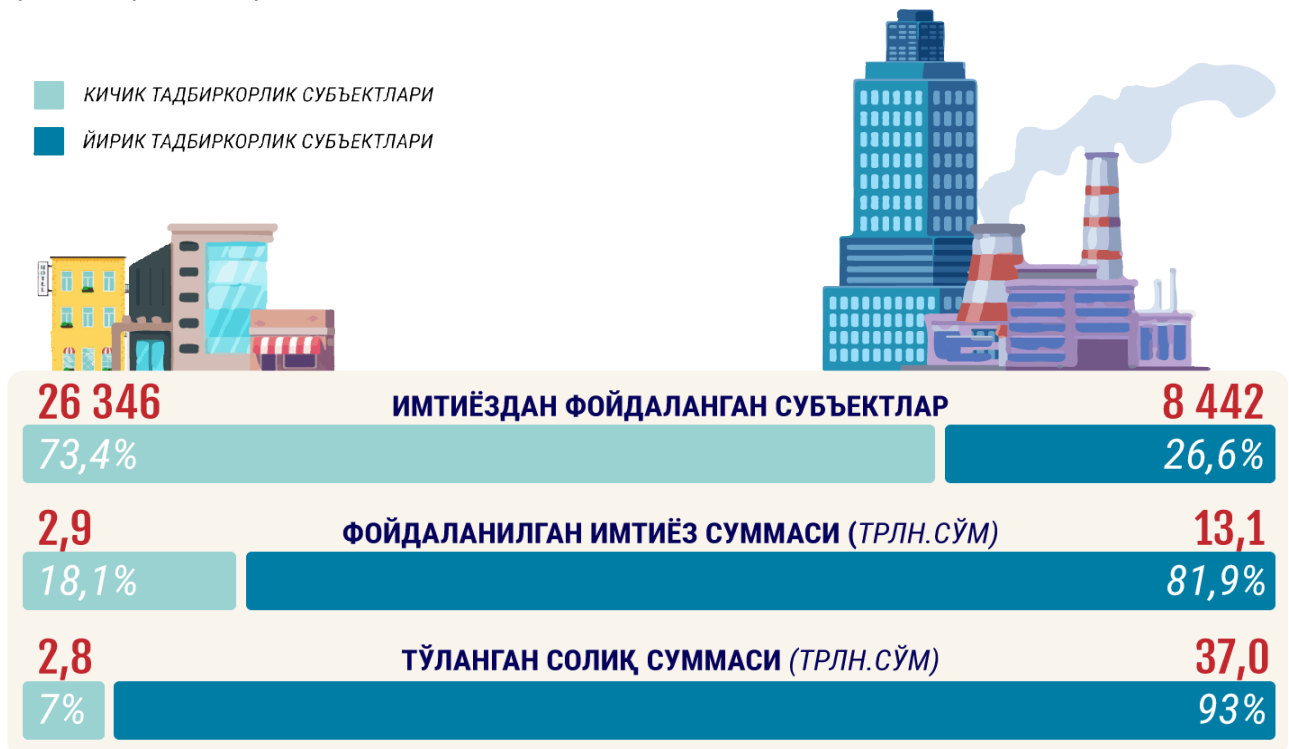 КИЧИК ТАДБИРКОРЛИК СУБЪЕКТЛАРИ
ЙИРИК ТАДБИРКОРЛИК СУБЪЕКТЛАРИ
HOTEL
26 346 ИМТИЁЗДАН ФОЙДАЛАНГАН СУБЪЕКТЛАР 8 442
73,4% 26,6%
2,9 ФОЙДАЛАНИЛГАН ИМТИЁЗ СУММАСИ (ТРЛН.СЎМ) 13,1
18,1% 81,9%
2,8 ТЎЛАНГАН СОЛИҚ СУММАСИ (ТРЛН.СЎМ) 37,0
7% 93%